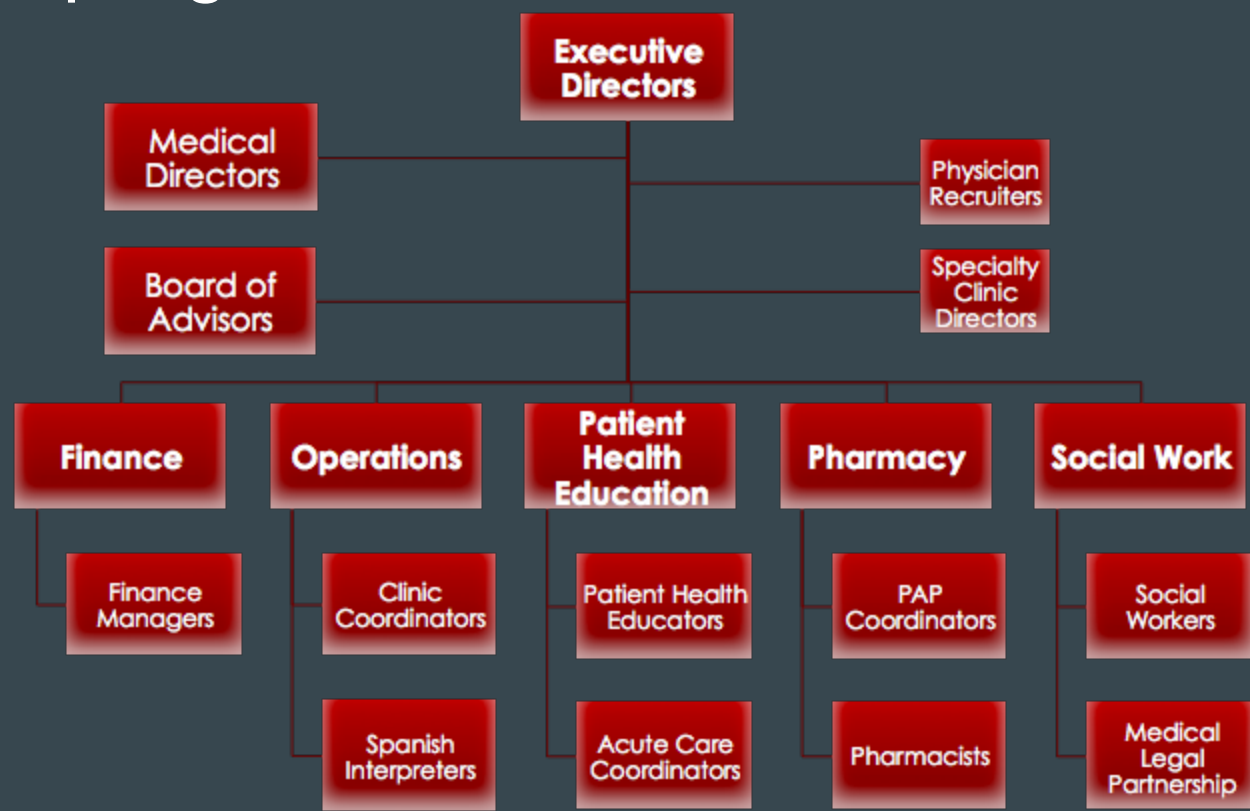 Executive
Directors
Medical
Directors
Physician
Recruiters
Board of
Advisors
Specialty
Clinic
Directors
Finance
Operations
Patient
Health
Education
Pharmacy
Social Work
Finance
Managers
Clinic
Coordinators
Patient Health
Educators
PAP
Coordinators
Social
Workers
Spanish
Interpreters
Acute Care
Coordinators
Pharmacists
Medical
Legal
Partnership